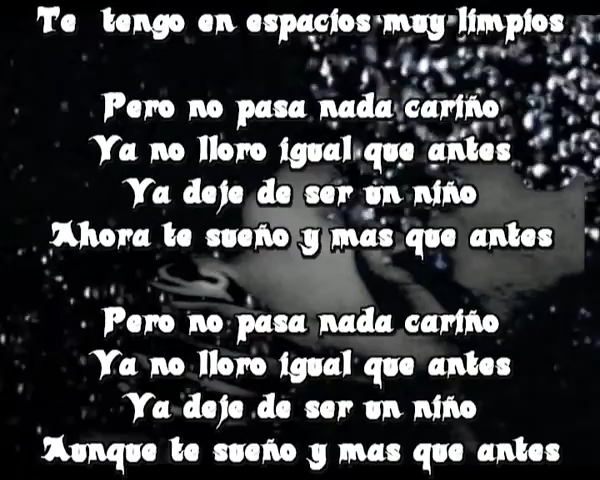 Te tengo en espacios muy limpios
Pero no pasa nada cariño
Ya no lloro igual que antes
Ya deje de ser un niño
Ahora te sueño y mas que antes
Pero no pasa nada cariño
Ya no lloro igual que antes
Ya deje de ser un niño
Aunque te sueño y mas que antes